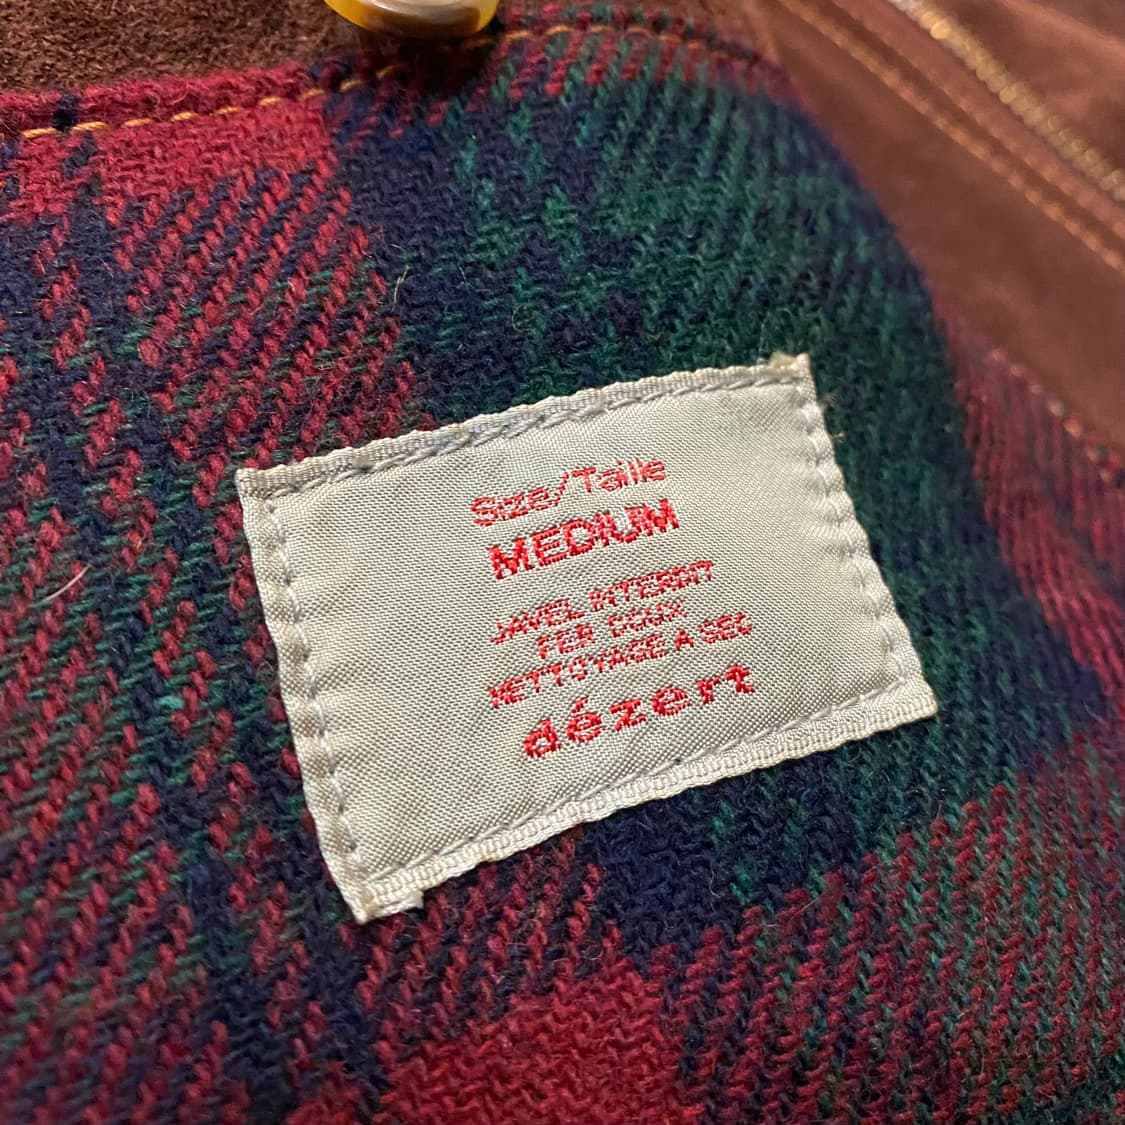 Size/Taille
MEDIUM
JAVEL INTERDIT
FER DOUX
NETTOYAGE A SEC
dézert